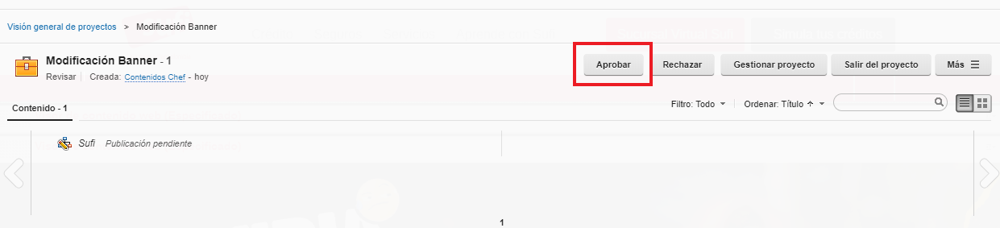 Visión general de proyectos > Modificación Banner
Modificación Banner - 1
Aprobar
Rechazar
Gestionar proyecto
Salir del proyecto
Más
Revisar
Creada: Contenidos Chef - hoy
Contenido - 1
Filtro: Todo
Ordenar: Título
Sufi Publicación pendiente
1